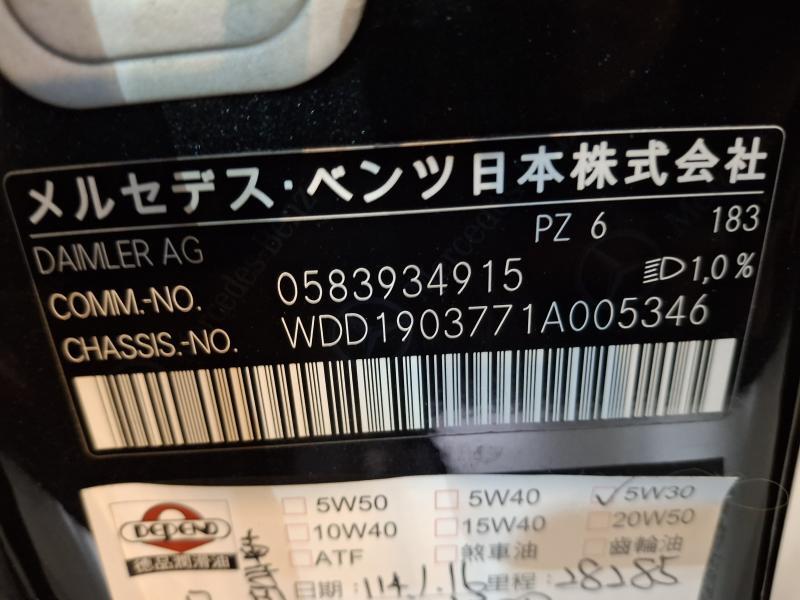 メルセデス・ベンツ日本株式会社
DAIMLER AG PZ 6 183
COMM.-NO. 0583934915 1,0%
CHASSIS.-NO. WDD1903771A005346
5W50 5W40 5W30
DEPEND 10W40 15W40 20W50
德品潤滑油 ATF 煞車油 齒輪油
日期: 114.1.16 里程: 28285